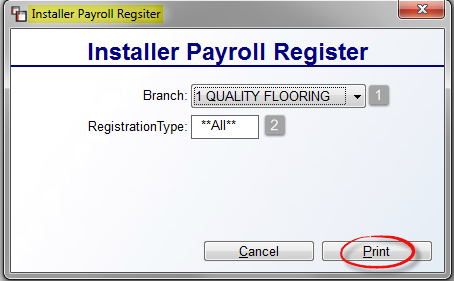 Installer Payroll Regsiter
Installer Payroll Register
Branch: 1 QUALITY FLOORING 1
RegistrationType: **All** 2
Cancel Print